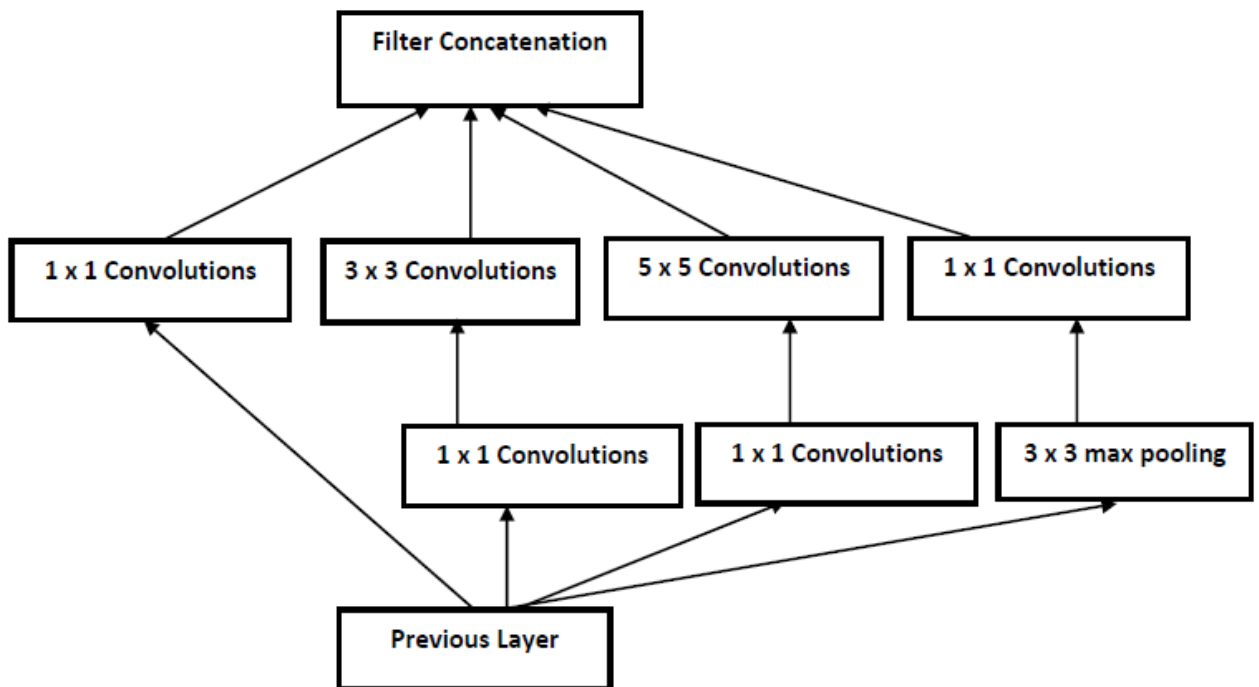 Filter Concatenation
1 x 1 Convolutions
3 x 3 Convolutions
5 x 5 Convolutions
1 x 1 Convolutions
1 x 1 Convolutions
1 x 1 Convolutions
3 x 3 max pooling
Previous Layer